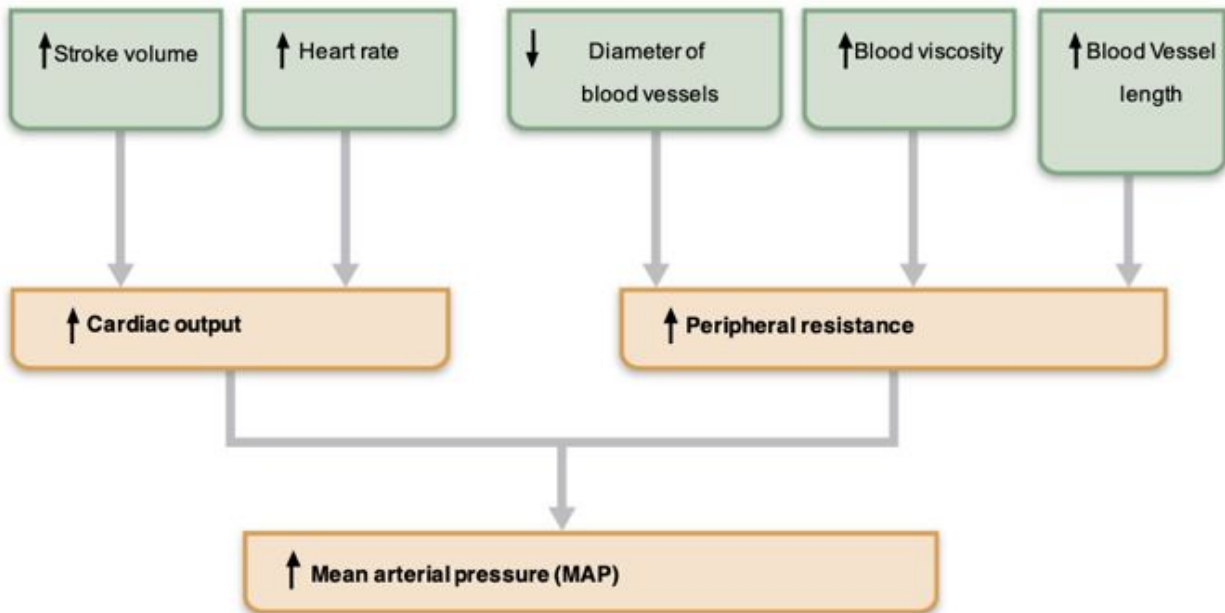 ↑Stroke volume
↑ Heart rate
↓ Diameter of
blood vessels
↑Blood viscosity
↑ Blood Vessel
length
↑ Cardiac output
↑ Peripheral resistance
↑ Mean arterial pressure (MAP)